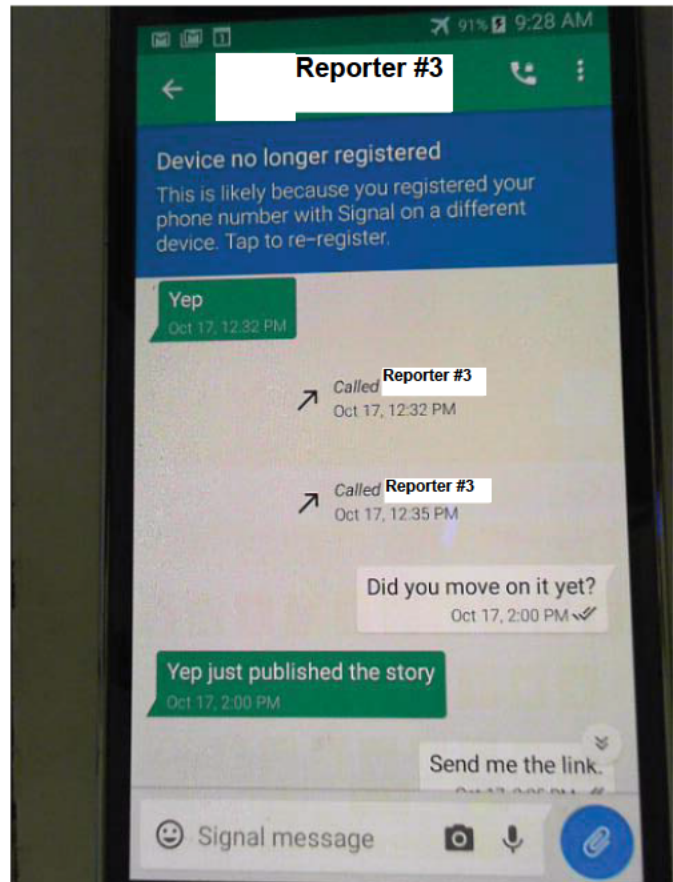 91% 9:28 AM
Reporter #3
Device no longer registered
This is likely because you registered your
phone number with Signal on a different
device. Tap to re-register.
Yep
Oct 17, 12:32 PM
Called Reporter #3
Oct 17, 12:32 PM
Called Reporter #3
Oct 17, 12:35 PM
Did you move on it yet?
Oct 17, 2:00 PM
Yep just published the story
Oct 17, 2:00 PM
Send me the link.
Signal message